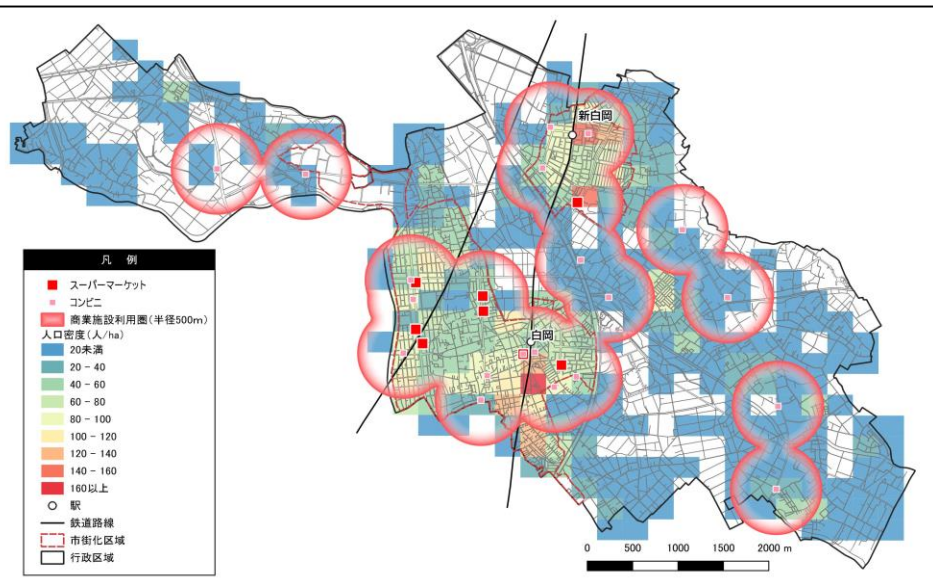 新白岡
白岡
凡 例
スーパーマーケット
コンビニ
商業施設利用圏(半径500m)
人口密度(人/ha)
20未満
20 - 40
40 - 60
60 - 80
80 - 100
100 - 120
120 - 140
140 - 160
160以上
駅
鉄道路線
市街化区域
行政区域
0 500 1000 1500 2000 m